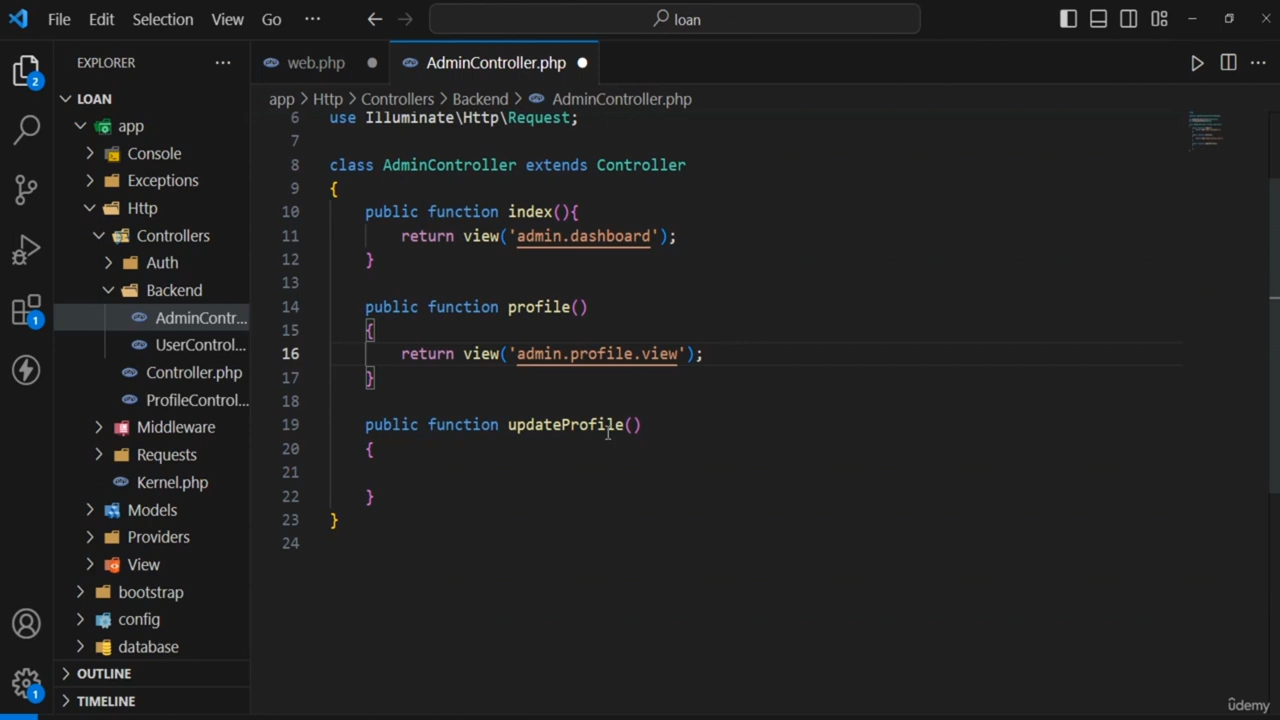 File Edit Selection View Go ··· loan
EXPLORER ···
web.php AdminController.php
LOAN
app > Http > Controllers > Backend > AdminController.php
app
Console
Exceptions
Http
Controllers
Auth
Backend
AdminContr...
UserControl...
Controller.php
ProfileControl...
Middleware
Requests
Kernel.php
Models
Providers
View
bootstrap
config
database
OUTLINE
TIMELINE
2
1
1
6 use Illuminate\Http\Request;
7
8 class AdminController extends Controller
9 {
10 public function index(){
11 return view('admin.dashboard');
12 }
13
14 public function profile()
15 {
16 return view('admin.profile.view');
17 }
18
19 public function updateProfile()
20 {
21
22 }
23 }
24
ûdemy